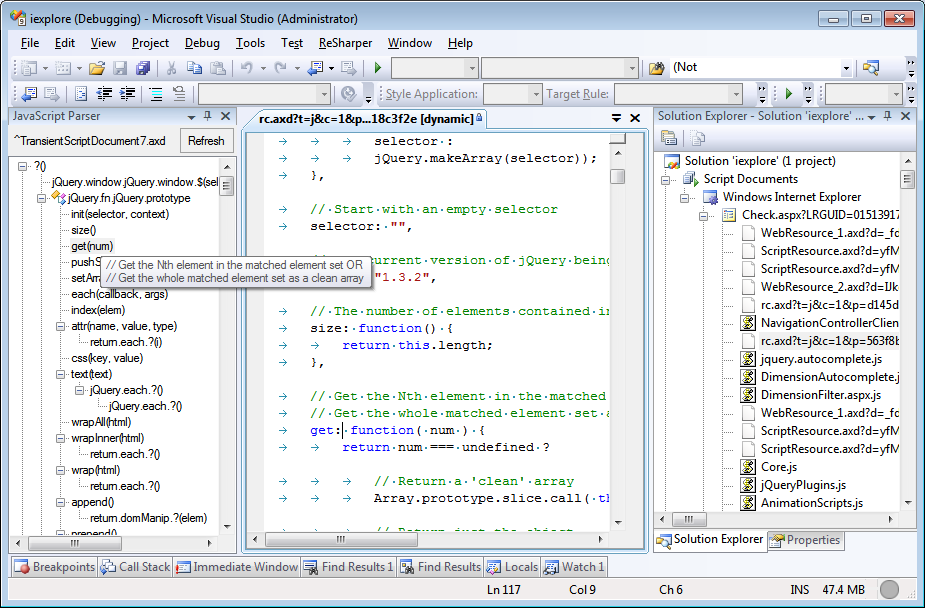 iexplore (Debugging) - Microsoft Visual Studio (Administrator)
File Edit View Project Debug Tools Test ReSharper Window Help
(Not
Style Application: Target Rule:
JavaScript Parser
^TransientScriptDocument7.axd Refresh
?()
jQuery.window.jQuery.window.$(sel
jQuery.fn.jQuery.prototype
init(selector, context)
size()
get(num)
pushS
setArr
each(callback, args)
index(elem)
attr(name, value, type)
return.each.?(i)
css(key, value)
text(text)
jQuery.each.?()
jQuery.each.?()
wrapAll(html)
wrapInner(html)
return.each.?()
wrap(html)
return.each.?()
append()
return.domManip.?(elem)
prepend()
// Get the Nth element in the matched element set OR
// Get the whole matched element set as a clean array
rc.axd?t=j&c=1&p...18c3f2e [dynamic]
selector :
jQuery.makeArray(selector));
},
// Start with an empty selector
selector: "",
current version of jQuery being
"1.3.2",
// The number of elements contained in
size: function() {
return this.length;
},
// Get the Nth element in the matched
// Get the whole matched element set a
get: function( num ) {
return num === undefined ?
// Return a 'clean' array
Array.prototype.slice.call( th
// Return just the object
Solution Explorer - Solution 'iexplore' ...
Solution 'iexplore' (1 project)
Script Documents
Windows Internet Explorer
Check.aspx?LRGUID=01513917
WebResource_1.axd?d=_fo
ScriptResource.axd?d=yfM
ScriptResource.axd?d=yfM
WebResource_2.axd?d=IJk
rc.axd?t=j&c=1&p=d145d
NavigationControllerClien
rc.axd?t=j&c=1&p=563f8b
jquery.autocomplete.js
DimensionAutocomplete.j
DimensionFilter.aspx.js
WebResource_1.axd?d=_fo
ScriptResource.axd?d=yfM
ScriptResource.axd?d=yfM
Core.js
jQueryPlugins.js
AnimationScripts.js
Solution Explorer Properties
Breakpoints Call Stack Immediate Window Find Results 1 Find Results Locals Watch 1
Ln 117 Col 9 Ch 6 INS 47.4 MB